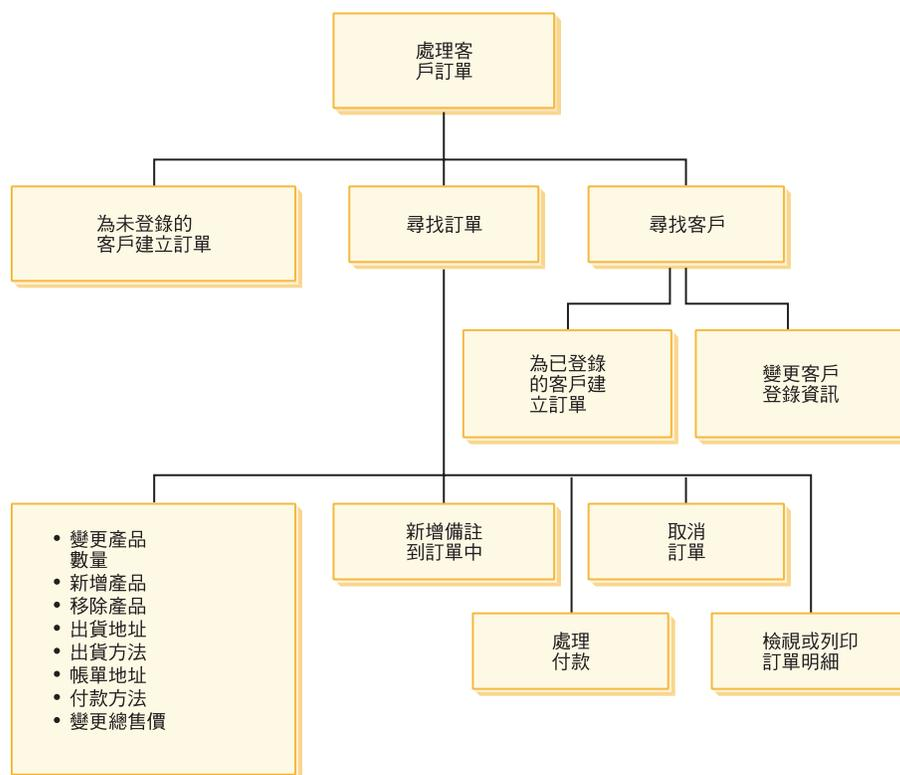 處理客
戶訂單
為未登錄的
客戶建立訂單
尋找訂單
尋找客戶
為已登錄
的客戶建
立訂單
變更客戶
登錄資訊
• 變更產品
數量
• 新增產品
• 移除產品
• 出貨地址
• 出貨方法
• 帳單地址
• 付款方法
• 變更總售價
新增備註
到訂單中
取消
訂單
處理
付款
檢視或列印
訂單明細